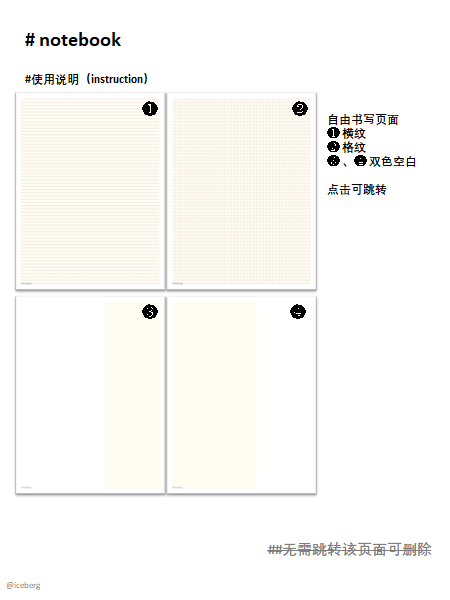 # notebook
#使用说明（instruction）
❶
❷
自由书写页面
❶横纹
❷格纹
❸、❹双色空白
点击可跳转
❸
❹
##无需跳转该页面可删除
@iceberg